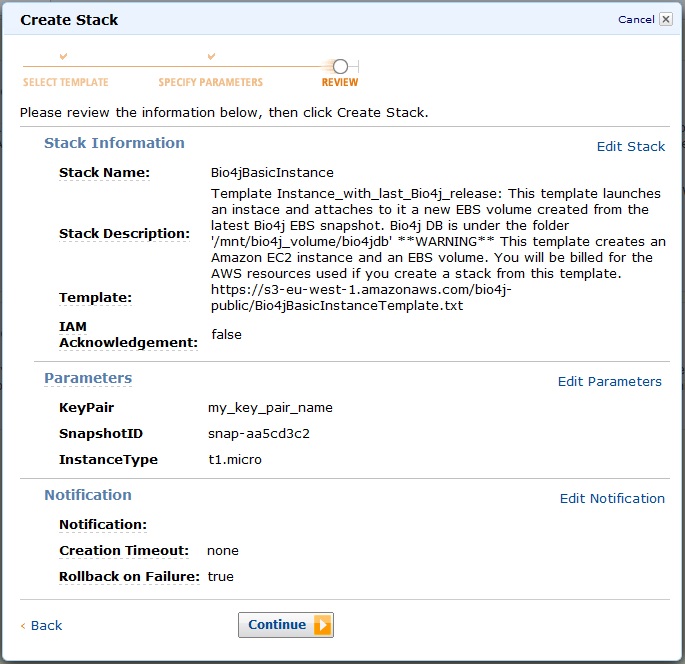 Create Stack
Cancel
SELECT TEMPLATE
SPECIFY PARAMETERS
REVIEW
Please review the information below, then click Create Stack.
Stack Information
Edit Stack
Stack Name: Bio4jBasicInstance
Stack Description: Template Instance_with_last_Bio4j_release: This template launches
an instace and attaches to it a new EBS volume created from the
latest Bio4j EBS snapshot. Bio4j DB is under the folder
'/mnt/bio4j_volume/bio4jdb' **WARNING** This template creates an
Amazon EC2 instance and an EBS volume. You will be billed for the
AWS resources used if you create a stack from this template.
Template: https://s3-eu-west-1.amazonaws.com/bio4j-
public/Bio4jBasicInstanceTemplate.txt
IAM
Acknowledgement: false
Parameters
Edit Parameters
KeyPair my_key_pair_name
SnapshotID snap-aa5cd3c2
InstanceType t1.micro
Notification
Edit Notification
Notification:
Creation Timeout: none
Rollback on Failure: true
‹ Back
Continue